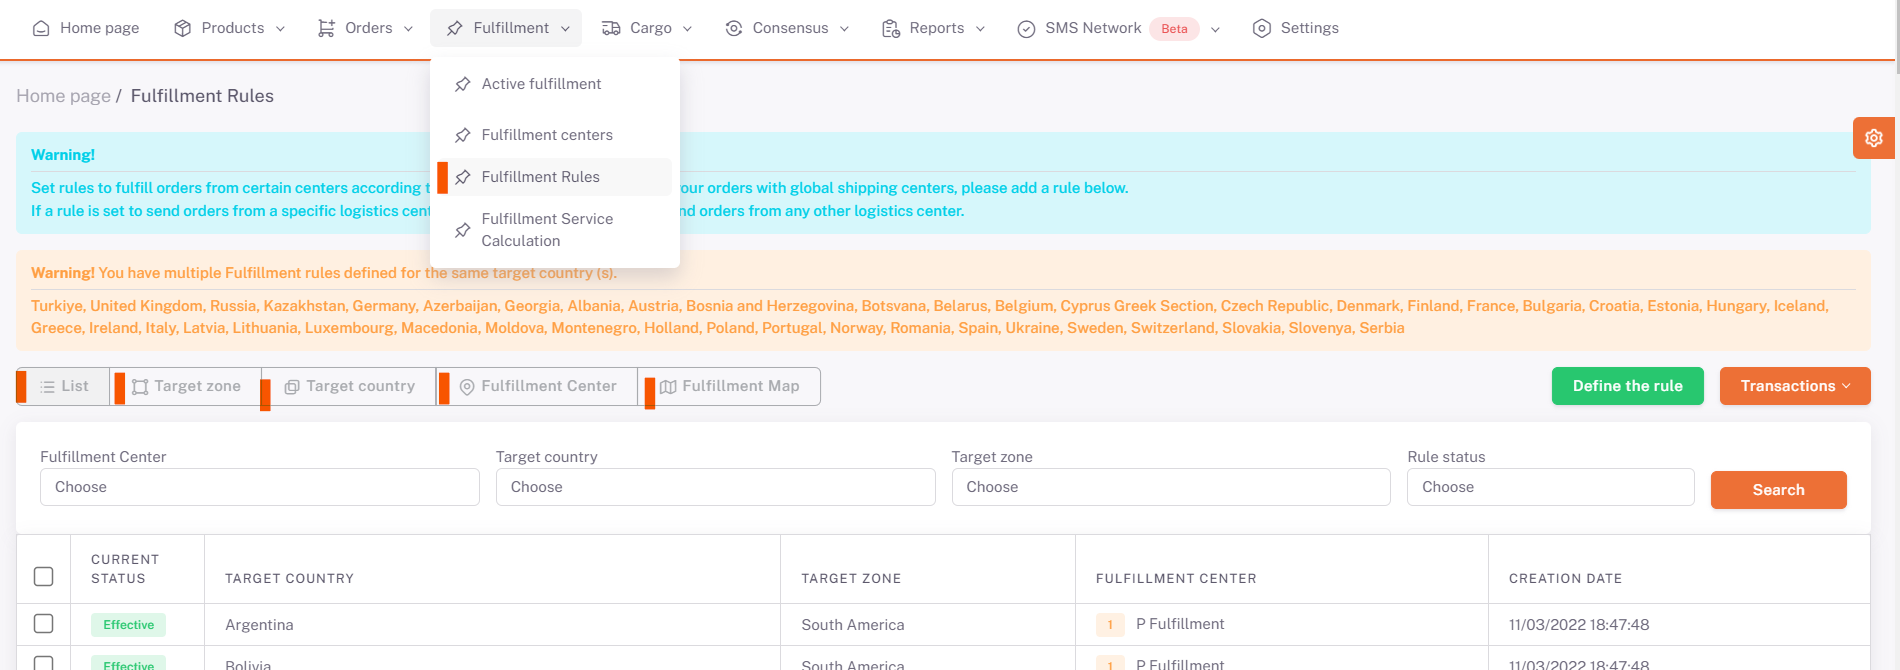 Home page
Products
Orders
Fulfillment
Cargo
Consensus
Reports
SMS Network Beta
Settings
Active fulfillment
Fulfillment centers
Fulfillment Rules
Fulfillment Service
Calculation
Home page / Fulfillment Rules
Warning!
Set rules to fulfill orders from certain centers according our orders with global shipping centers, please add a rule below.
If a rule is set to send orders from a specific logistics nd orders from any other logistics center.
Warning! You have multiple Fulfillment rules defined for the same target country (s).
Turkiye, United Kingdom, Russia, Kazakhstan, Germany, Azerbaijan, Georgia, Albania, Austria, Bosnia and Herzegovina, Botsvana, Belarus, Belgium, Cyprus Greek Section, Czech Republic, Denmark, Finland, France, Bulgaria, Croatia, Estonia, Hungary, Iceland,
Greece, Ireland, Italy, Latvia, Lithuania, Luxembourg, Macedonia, Moldova, Montenegro, Holland, Poland, Portugal, Norway, Romania, Spain, Ukraine, Sweden, Switzerland, Slovakia, Slovenya, Serbia
List
Target zone
Target country
Fulfillment Center
Fulfillment Map
Define the rule
Transactions
Fulfillment Center
Target country
Target zone
Rule status
Choose
Choose
Choose
Choose
Search
CURRENT
STATUS
TARGET COUNTRY
TARGET ZONE
FULFILLMENT CENTER
CREATION DATE
Effective Argentina South America 1 P Fulfillment 11/03/2022 18:47:48
Effective Bolivia South America 1 P Fulfillment 11/03/2022 18:47:48